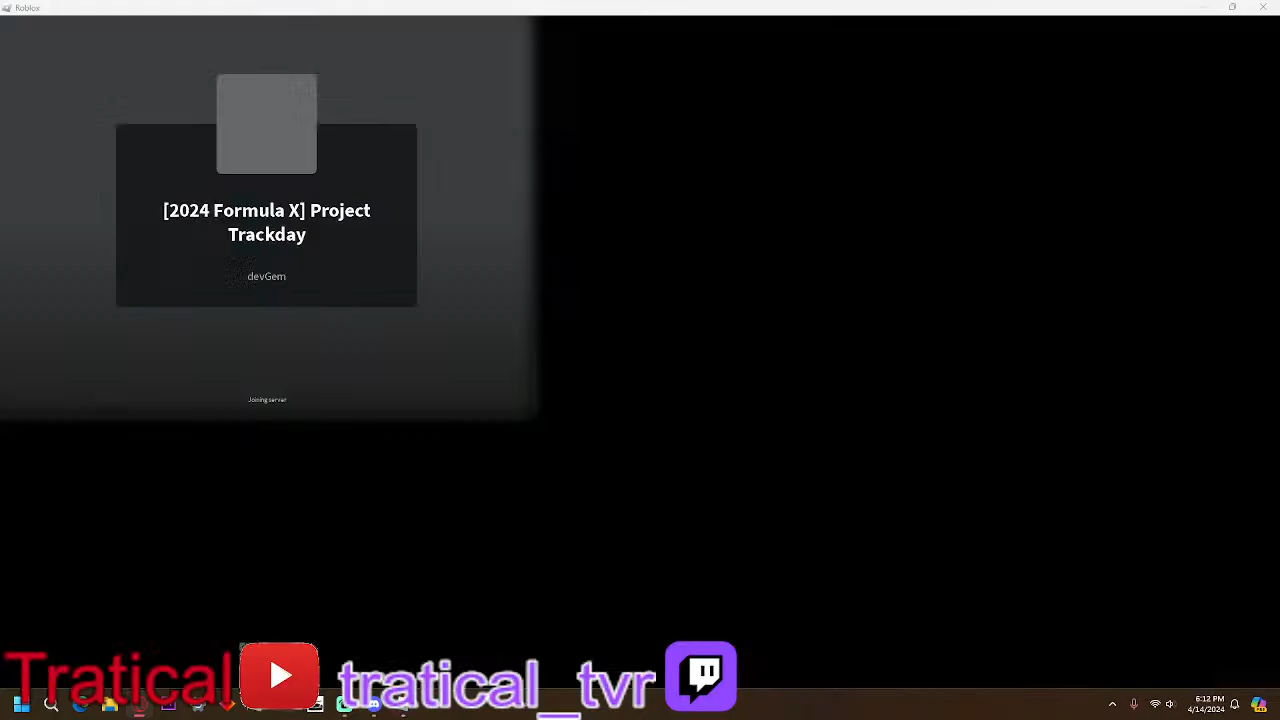 Roblox
[2024 Formula X] Project
Trackday
devGem
Joining server
Tratical
tratical_tvr
6:12 PM
4/14/2024